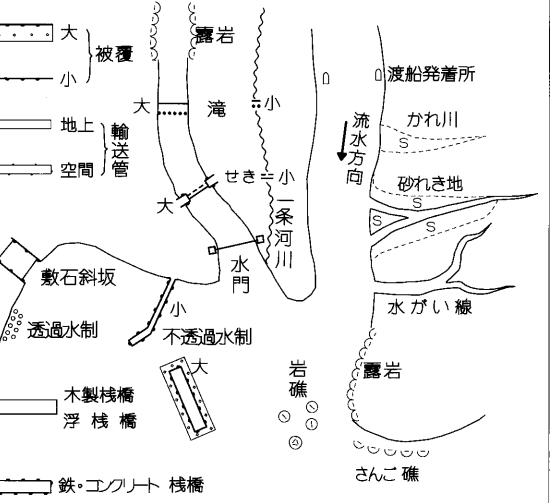 大
被覆
小
地上
輸送管
空間
露岩
大
滝
小
せき
小
大
一条河川
水門
渡船発着所
流水方向
かれ川
S
砂れき地
S
S
S
水がい線
敷石斜坂
透過水制
小
不透過水制
大
岩礁
露岩
さんご礁
木製桟橋
浮桟橋
鉄・コンクリート桟橋